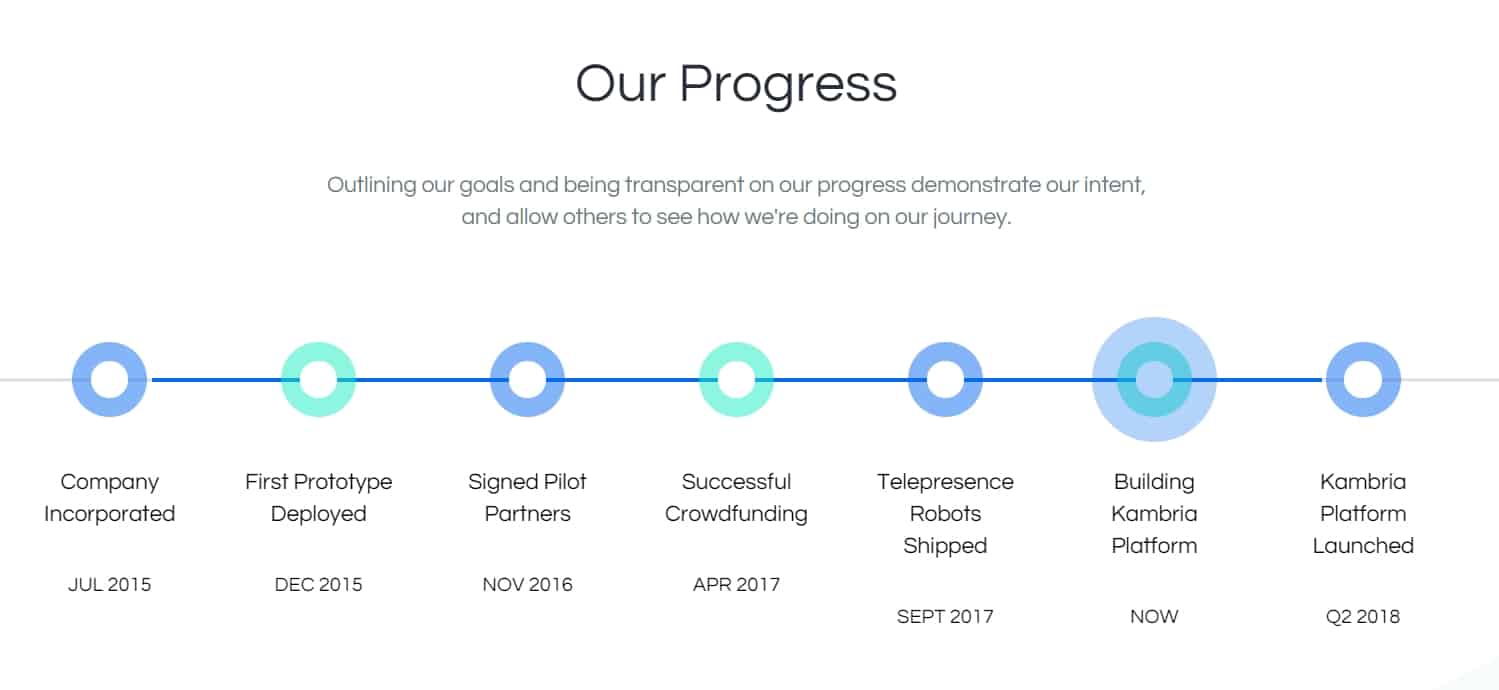 Our Progress
Outlining our goals and being transparent on our progress demonstrate our intent,
and allow others to see how we're doing on our journey.
Company
Incorporated
JUL 2015
First Prototype
Deployed
DEC 2015
Signed Pilot
Partners
NOV 2016
Successful
Crowdfunding
APR 2017
Telepresence
Robots
Shipped
SEPT 2017
Building
Kambria
Platform
NOW
Kambria
Platform
Launched
Q2 2018